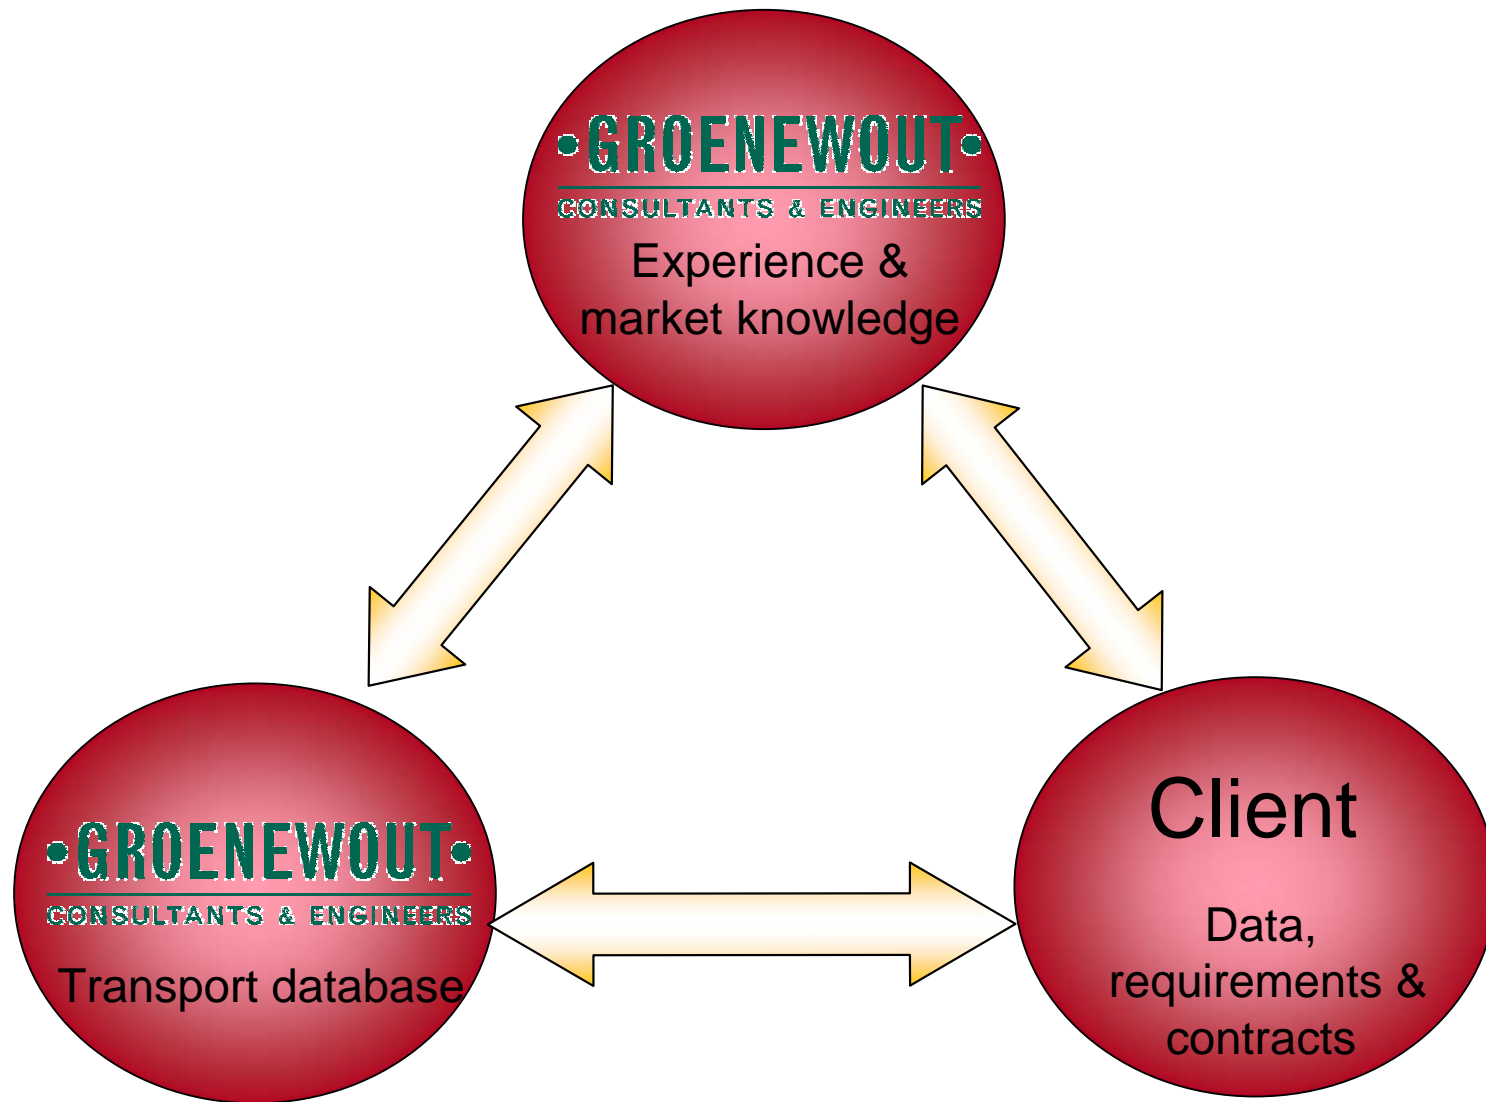 •GROENEWOUT•
CONSULTANTS & ENGINEERS
Experience &
market knowledge
•GROENEWOUT•
CONSULTANTS & ENGINEERS
Transport database
Client
Data,
requirements &
contracts